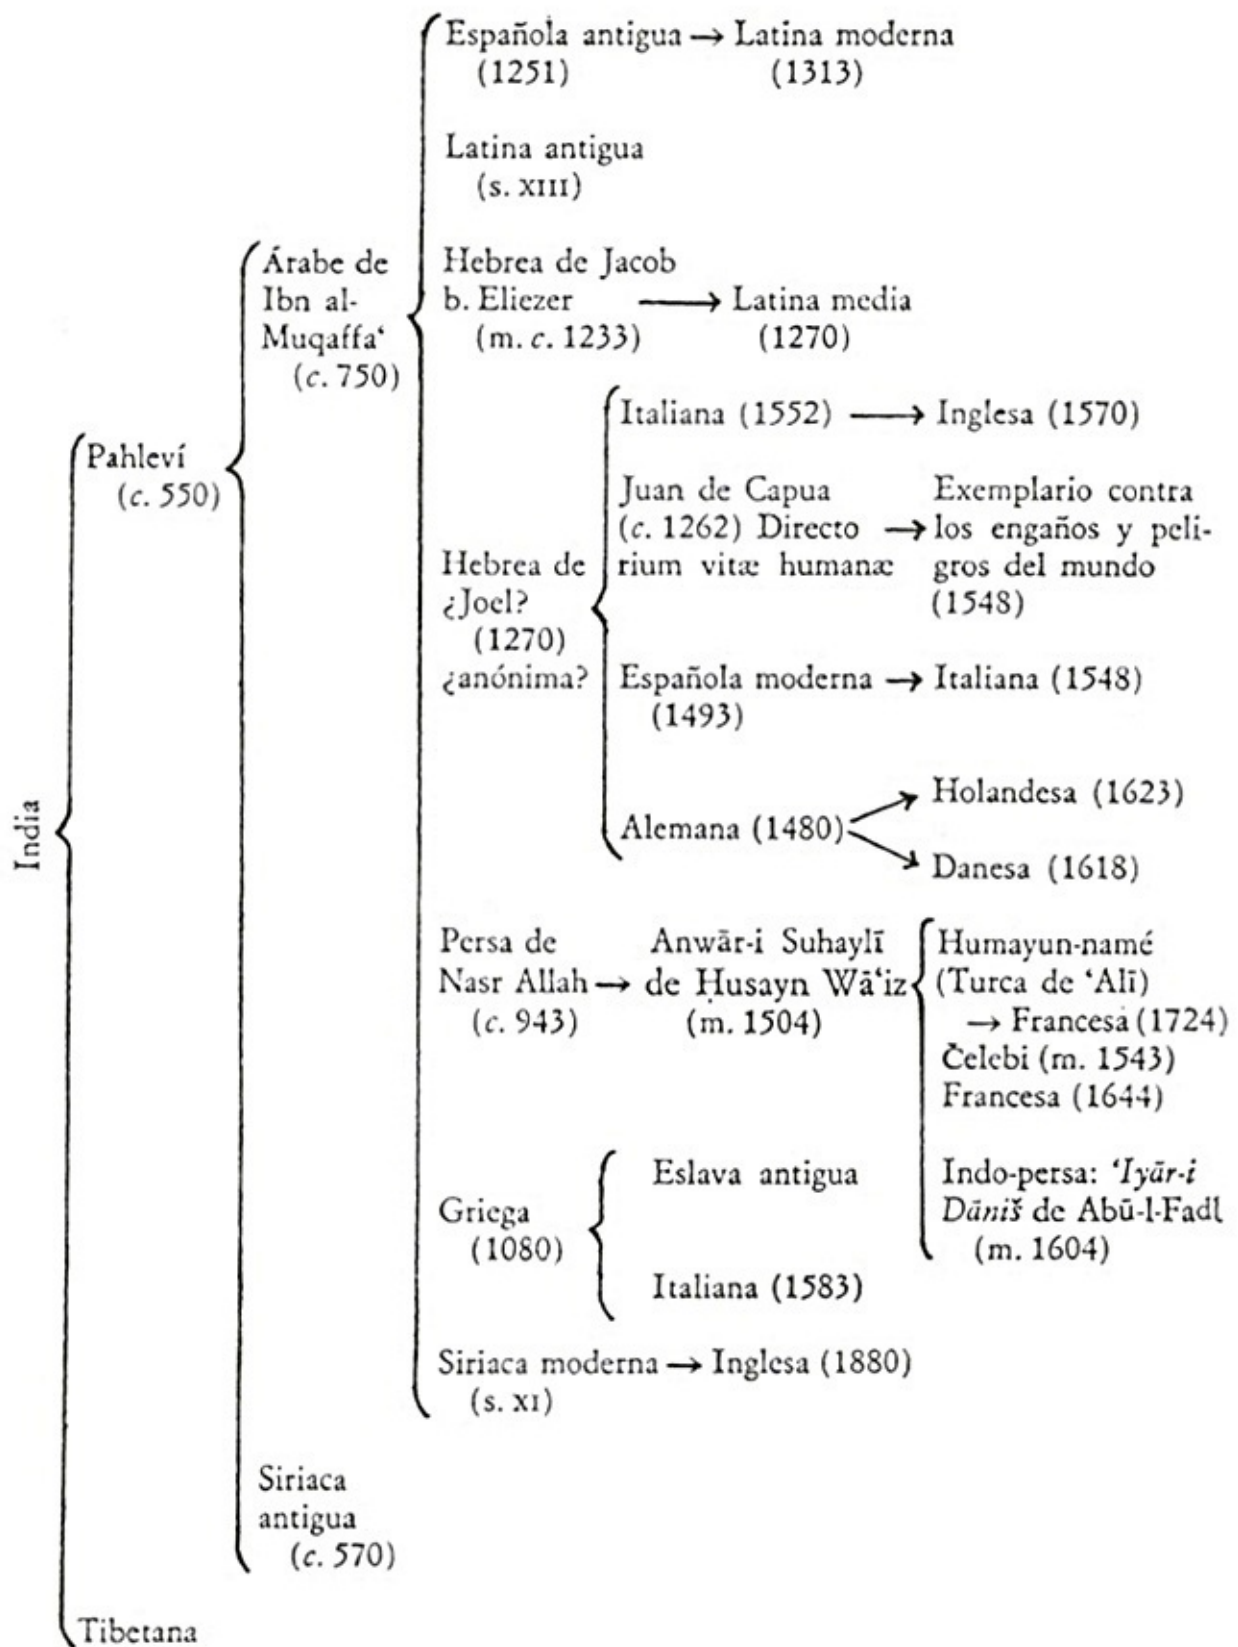 Española antigua → Latina moderna
(1251) (1313)
Latina antigua
(s. XIII)
Árabe de
Ibn al-
Muqaffa‘
(c. 750)
Hebrea de Jacob
b. Eliezer → Latina media
(m. c. 1233) (1270)
Pahleví
(c. 550)
Italiana (1552) → Inglesa (1570)
Juan de Capua
(c. 1262) Directo
rium vitæ humanæ
→
Exemplario contra
los engaños y peli-
gros del mundo
(1548)
Hebrea de
¿Joel?
(1270)
¿anónima?
Española moderna → Italiana (1548)
(1493)
India
Alemana (1480)
Holandesa (1623)
Danesa (1618)
Persa de
Nasr Allah →
(c. 943)
Anwār-i Suhaylī
de Ḥusayn Wā‘iz
(m. 1504)
Humayun-namé
(Turca de ‘Alī)
→ Francesa (1724)
Čelebi (m. 1543)
Francesa (1644)
Indo-persa: ‘Iyār-i
Dāniš de Abū-l-Fadl
(m. 1604)
Griega
(1080)
Eslava antigua
Italiana (1583)
Siriaca moderna → Inglesa (1880)
(s. XI)
Siriaca
antigua
(c. 570)
Tibetana